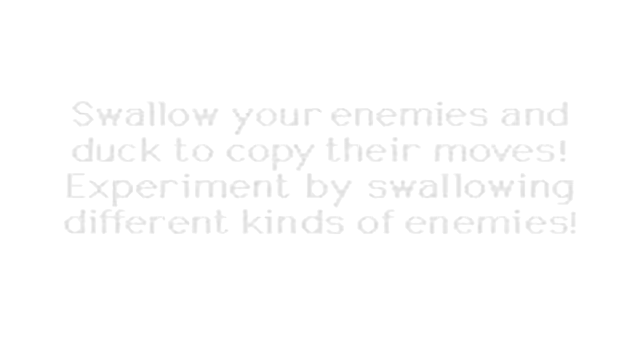 Swallow your enemies and
duck to copy their moves!
Experiment by swallowing
different kinds of enemies!